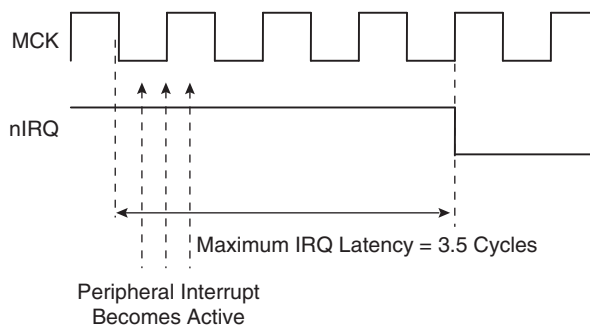 MCK
nIRQ
Maximum IRQ Latency = 3.5 Cycles
Peripheral Interrupt
Becomes Active